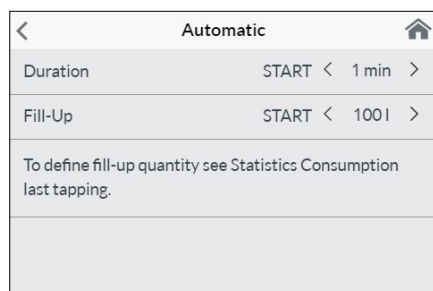 Automatic
Duration START < 1 min >
Fill-Up START < 100 l >
To define fill-up quantity see Statistics Consumption
last tapping.